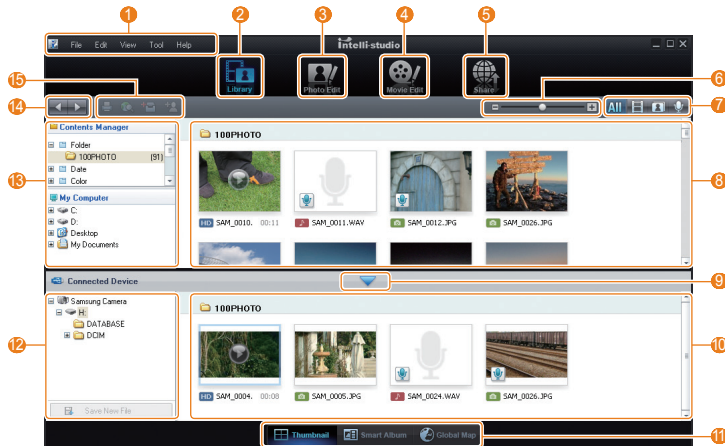 1 2 3 4 5
File Edit View Tool Help
Intelli-studio
Library Photo Edit Movie Edit Share
15 6
14 All 7
Contents Manager
Folder
100PHOTO (91)
Date
Color
13
My Computer
C:
D:
Desktop
My Documents
100PHOTO
8
HD SAM_0010. 00:11 SAM_0011.WAV SAM_0012.JPG SAM_0026.JPG
Connected Device 9
Samsung Camera
H:
DATABASE
DCIM
12
Save New File
100PHOTO
10
HD SAM_0004. 00:08 SAM_0005.JPG SAM_0024.WAV SAM_0026.JPG
Thumbnail Smart Album Global Map 11